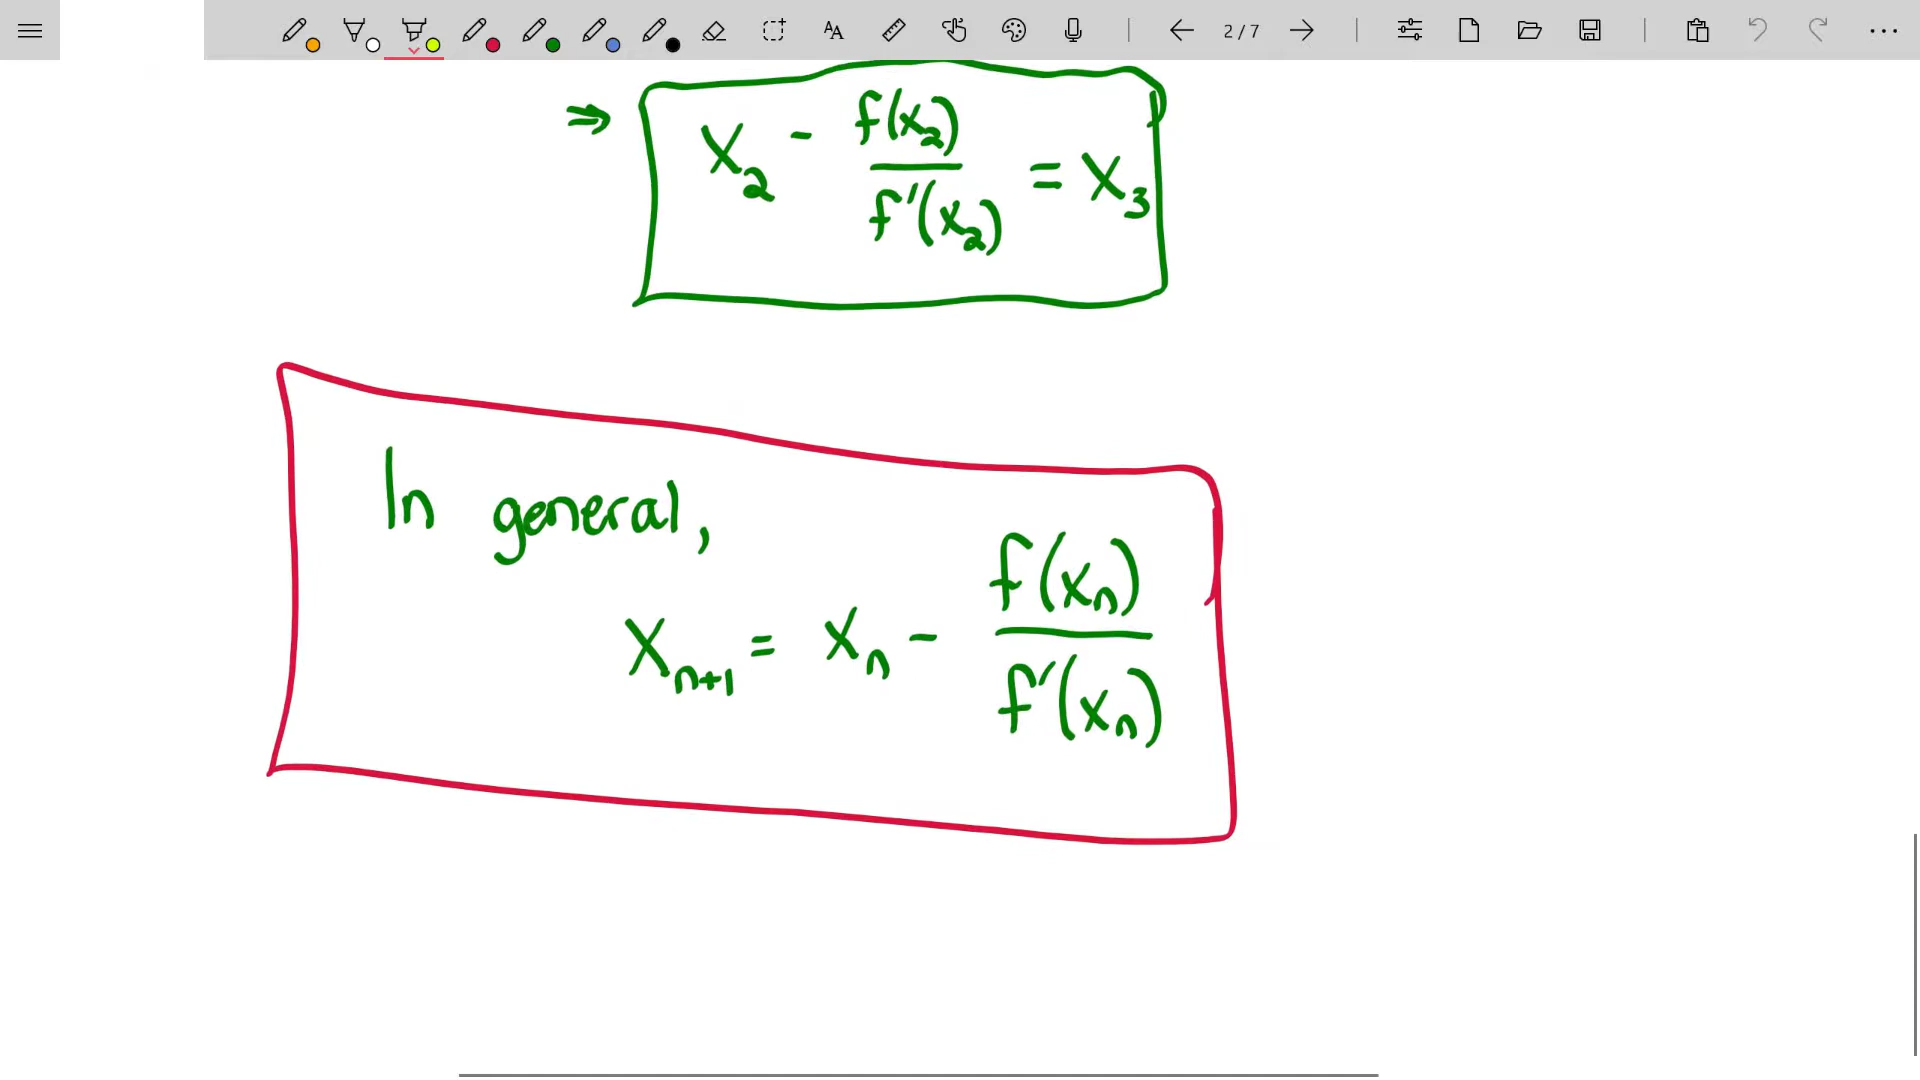 2 / 7
⇒ x₂ - f(x₂)/f'(x₂) = x₃
In general,
xₙ₊₁ = xₙ - f(xₙ)/f'(xₙ)